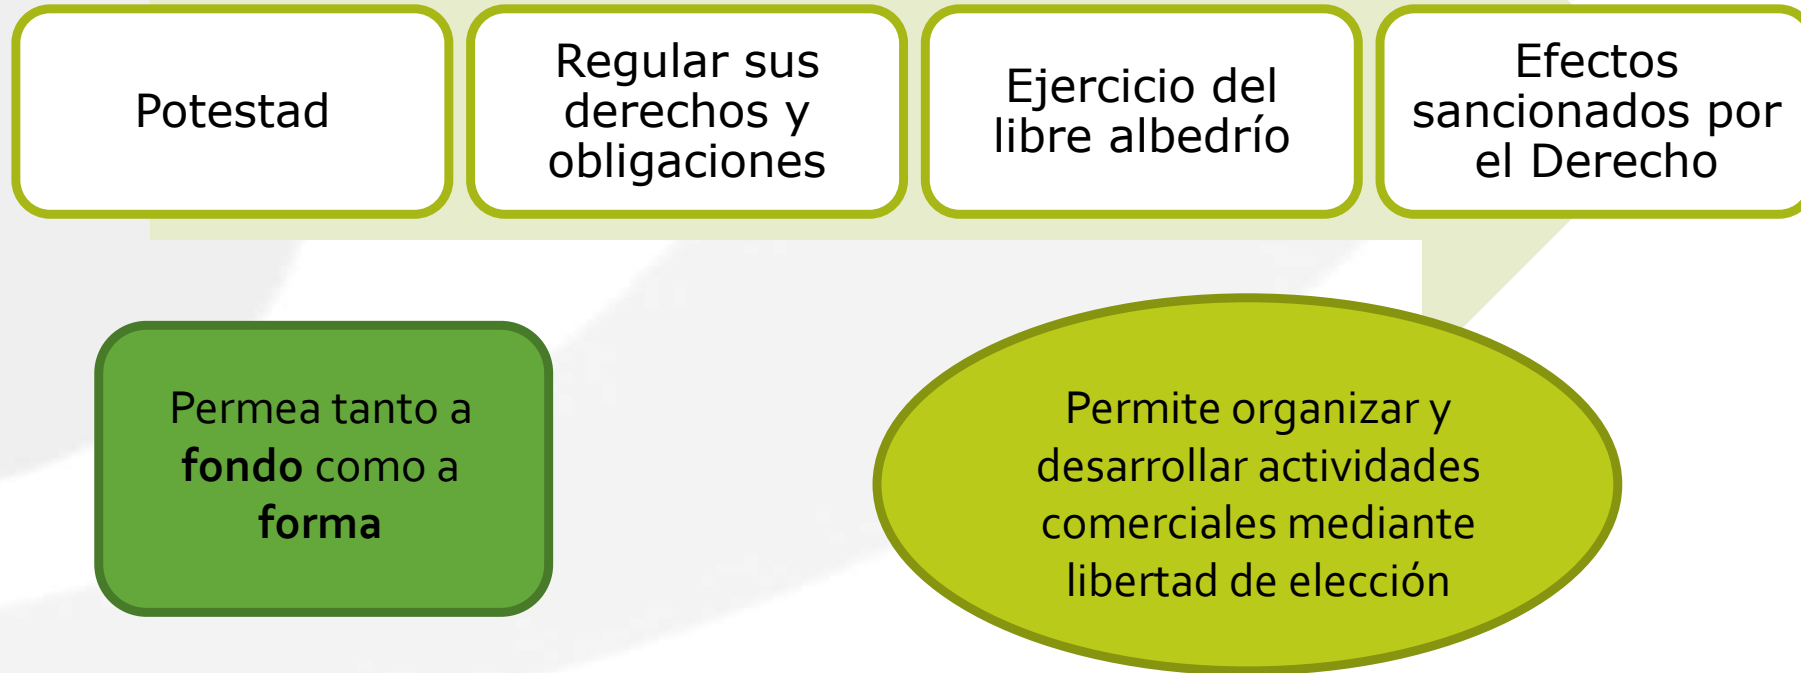 Potestad
Regular sus
derechos y
obligaciones
Ejercicio del
libre albedrío
Efectos
sancionados por
el Derecho
Permea tanto a
fondo como a
forma
Permite organizar y
desarrollar actividades
comerciales mediante
libertad de elección